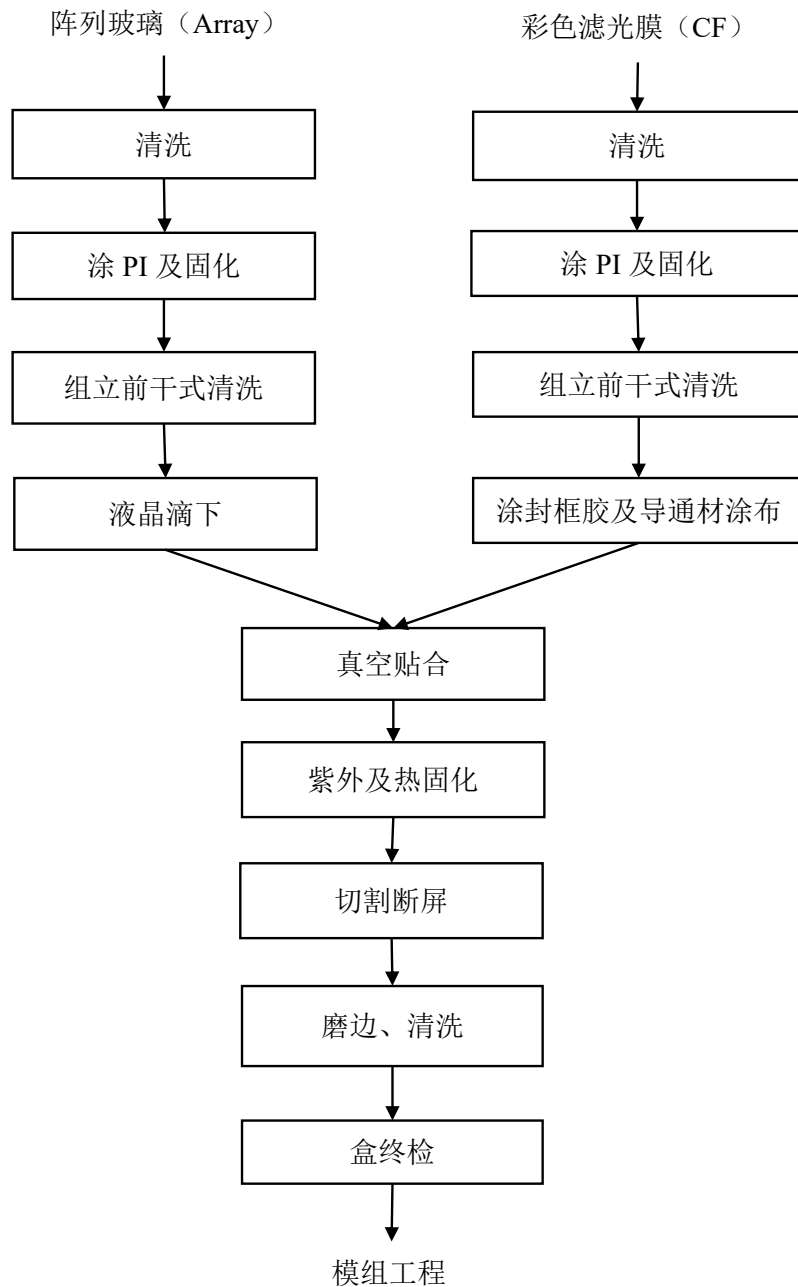 阵列玻璃（Array）
彩色滤光膜（CF）
清洗
清洗
涂 PI 及固化
涂 PI 及固化
组立前干式清洗
组立前干式清洗
液晶滴下
涂封框胶及导通材涂布
真空贴合
紫外及热固化
切割断屏
磨边、清洗
盒终检
模组工程